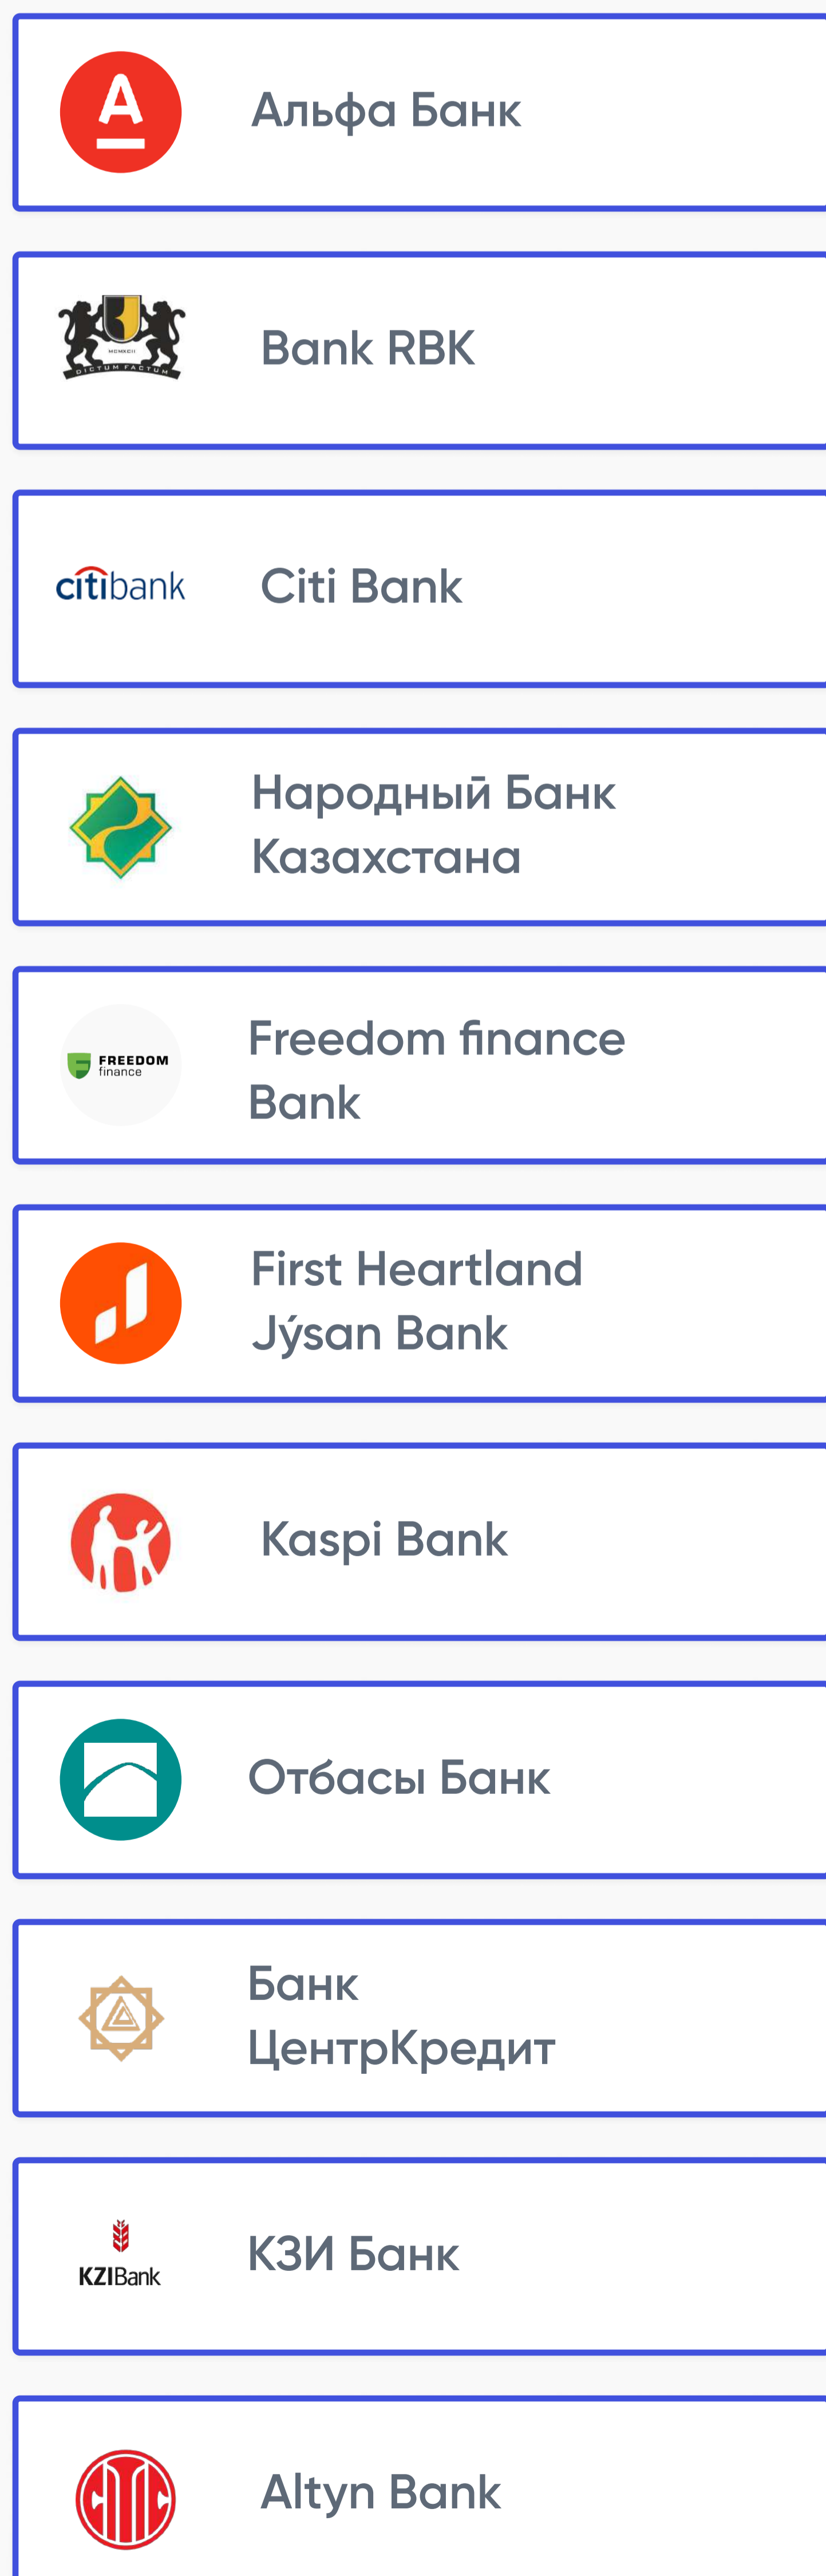 А
Альфа Банк
MCMXCII
DICTUM FACTUM
Bank RBK
citibank
Citi Bank
Народный Банк
Казахстана
FREEDOM
finance
Freedom finance
Bank
First Heartland
Jýsan Bank
Kaspi Bank
Отбасы Банк
Банк
ЦентрКредит
KZIBank
КЗИ Банк
Altyn Bank